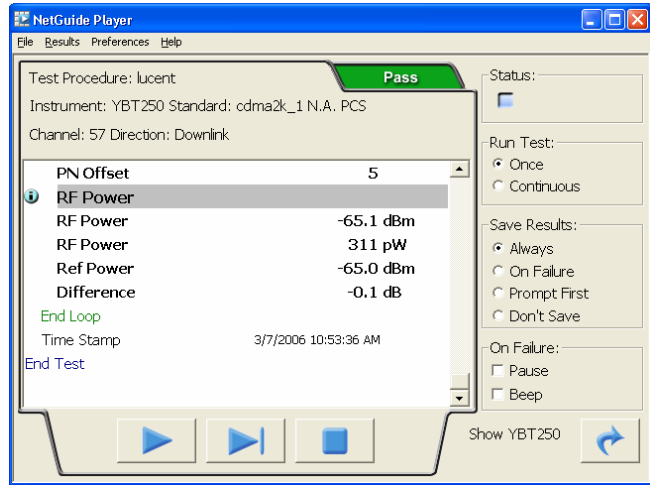 NetGuide Player
File Results Preferences Help
Test Procedure: lucent
Pass
Instrument: YBT250 Standard: cdma2k_1 N.A. PCS
Channel: 57 Direction: Downlink
PN Offset 5
RF Power
RF Power -65.1 dBm
RF Power 311 pW
Ref Power -65.0 dBm
Difference -0.1 dB
End Loop
Time Stamp 3/7/2006 10:53:36 AM
End Test
Status:
Run Test:
Once
Continuous
Save Results:
Always
On Failure
Prompt First
Don't Save
On Failure:
Pause
Beep
Show YBT250